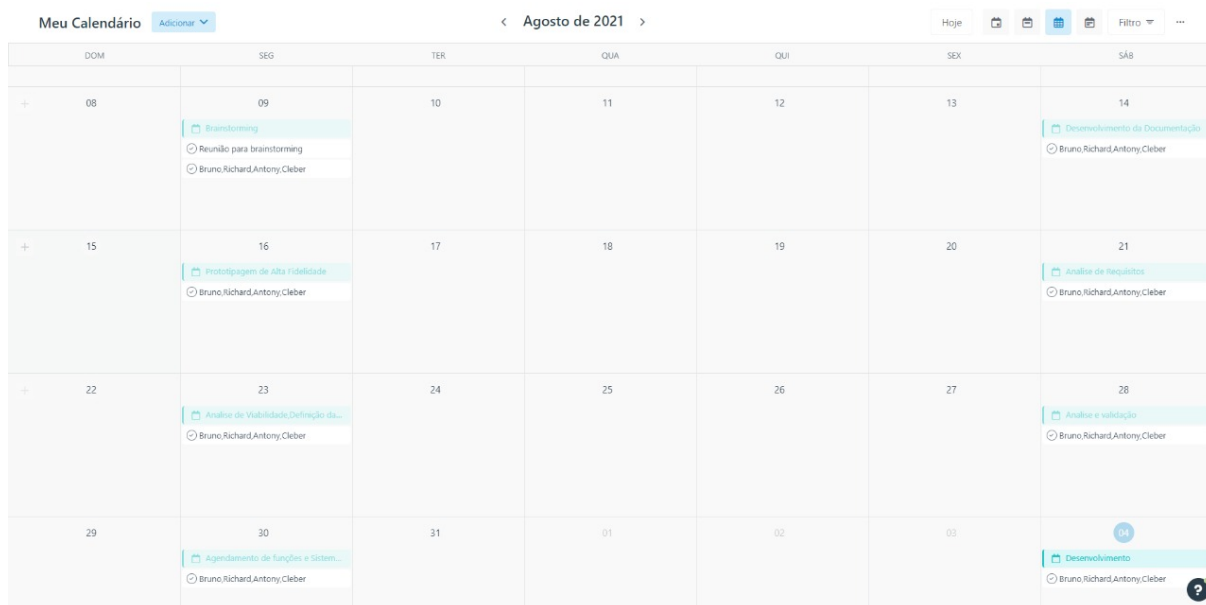 Meu Calendário Adicionar < Agosto de 2021 > Hoje Filtro ...
DOM SEG TER QUA QUI SEX SÁB
+ 08 09 10 11 12 13 14
Brainstorming Desenvolvimento da Documentação
Reunião para brainstorming Bruno,Richard,Antony,Cleber
Bruno,Richard,Antony,Cleber
+ 15 16 17 18 19 20 21
Prototipagem de Alta Fidelidade Analise de Requisitos
Bruno,Richard,Antony,Cleber Bruno,Richard,Antony,Cleber
+ 22 23 24 25 26 27 28
Analise de Viabilidade,Definição da... Analise e validação
Bruno,Richard,Antony,Cleber Bruno,Richard,Antony,Cleber
29 30 31 01 02 03 04
Agendamento de funções e Sistem... Desenvolvimento
Bruno,Richard,Antony,Cleber Bruno,Richard,Antony,Cleber
?